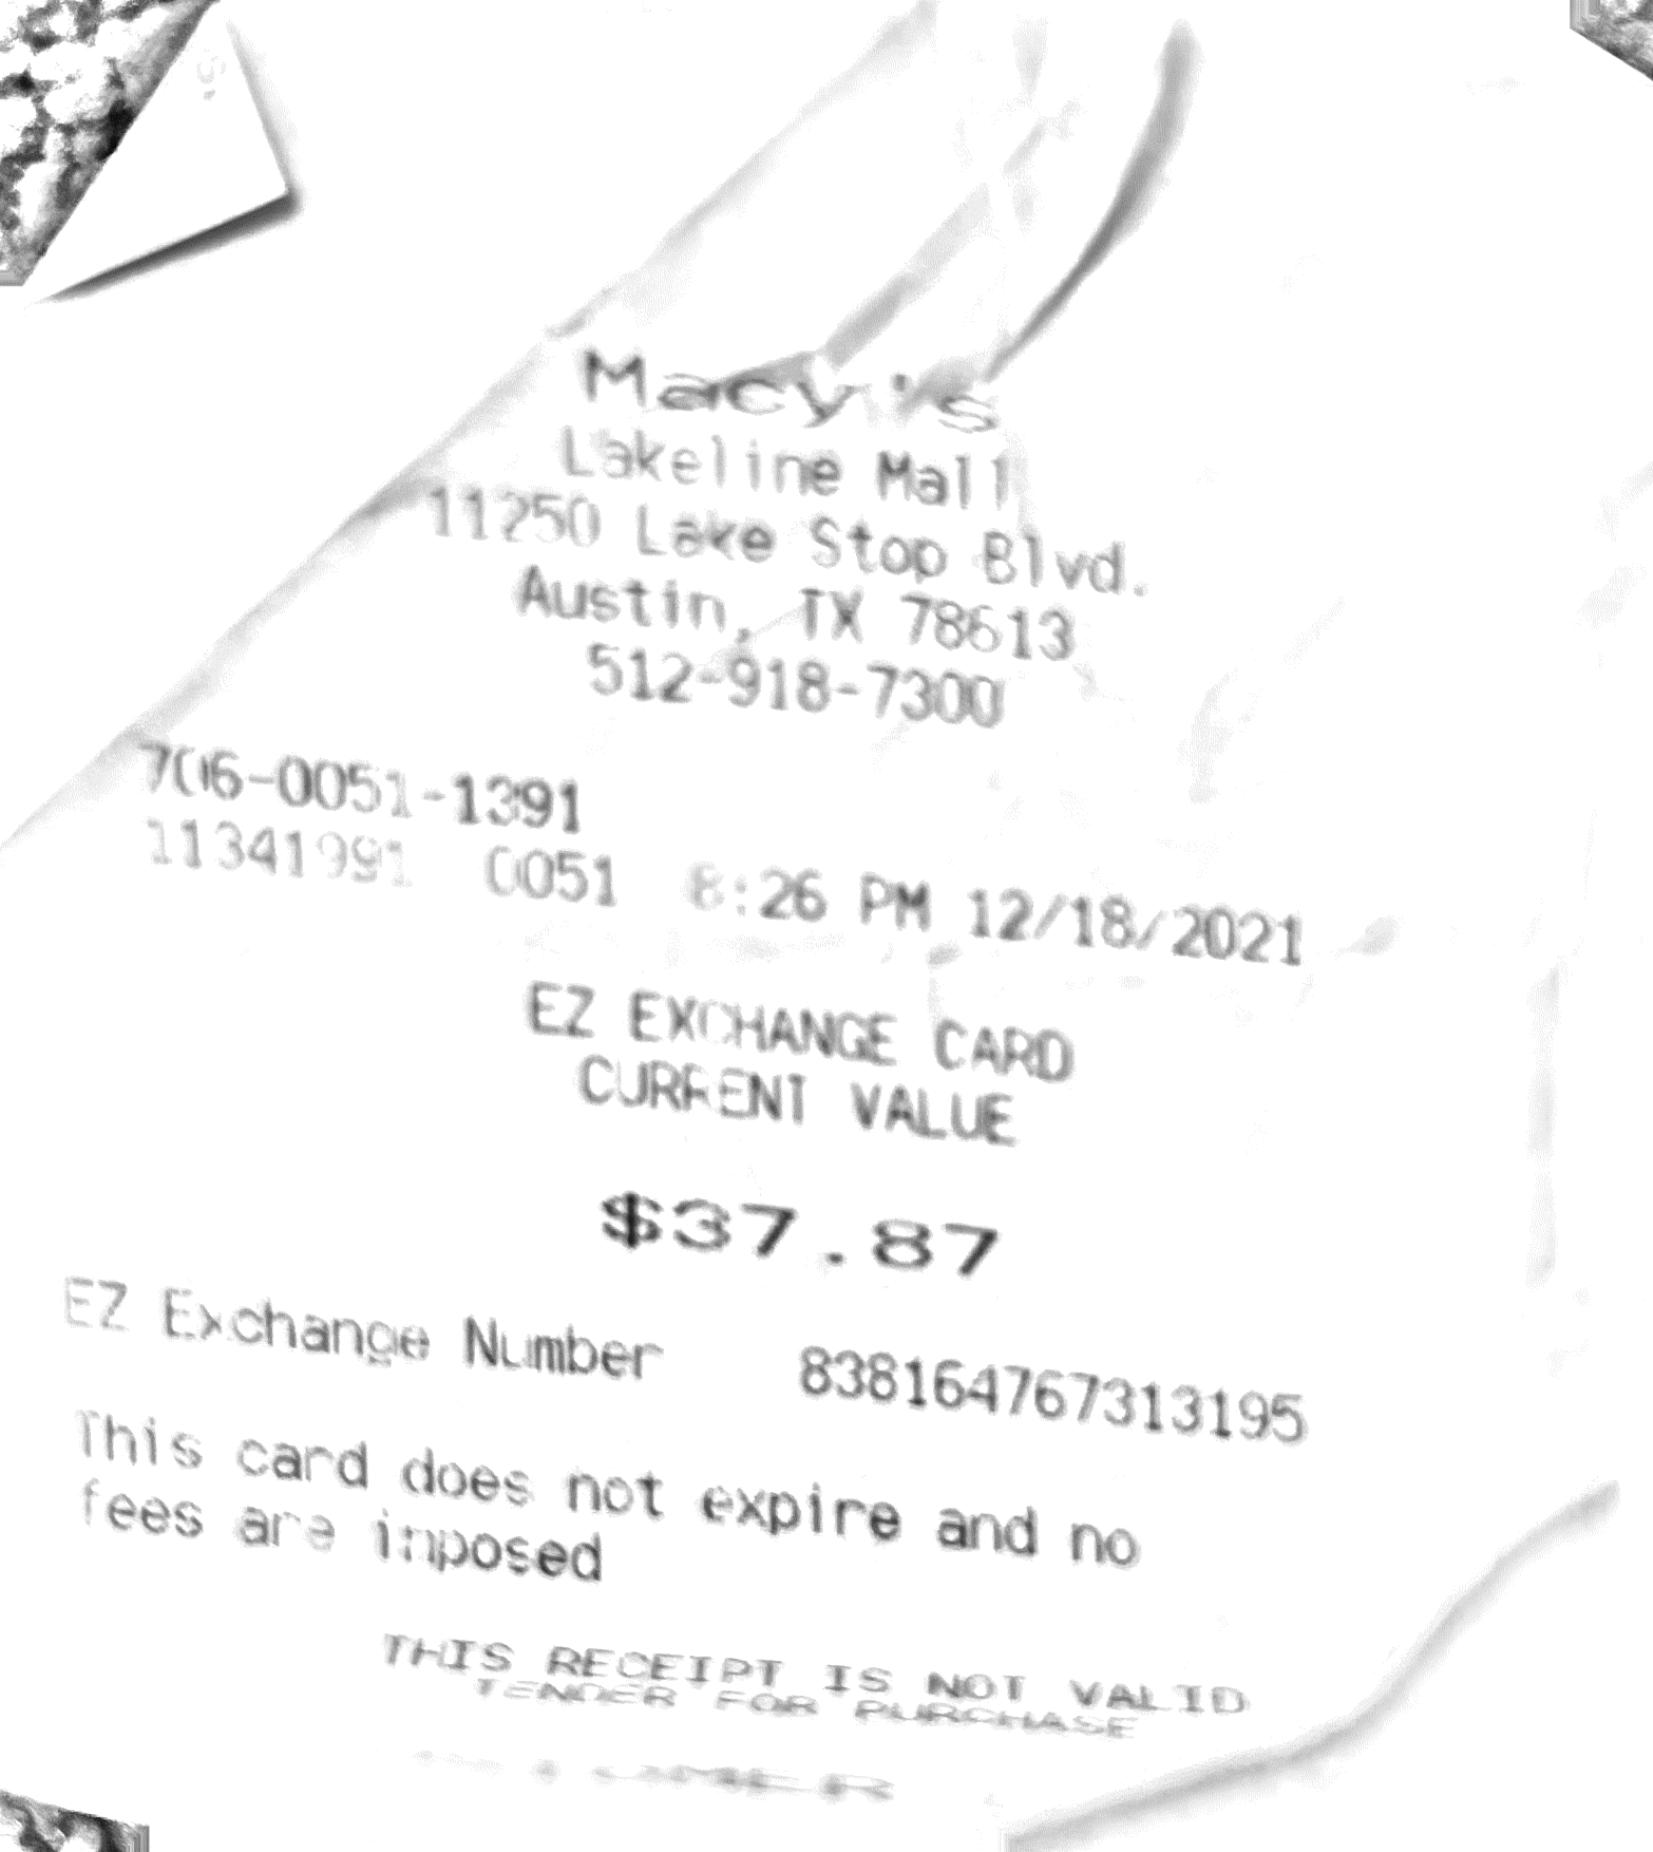 Macy's
Lakeline Mall
11250 Lake Stop Blvd.
Austin, TX 78613
512-918-7300
706-0051-1391
11341991 0051 8:26 PM 12/18/2021
EZ EXCHANGE CARD
CURRENT VALUE
$37.87
EZ Exchange Number 838164767313195
This card does not expire and no
fees are imposed
THIS RECEIPT IS NOT VALID
TENDER FOR PURCHASE